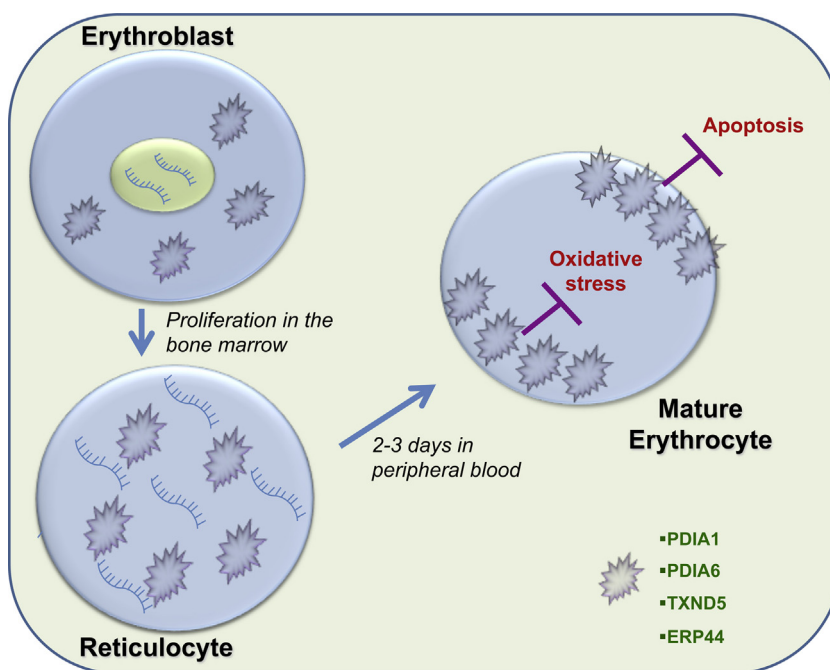 Erythroblast
Proliferation in the
bone marrow
Reticulocyte
2-3 days in
peripheral blood
Apoptosis
Oxidative
stress
Mature
Erythrocyte
▪PDIA1
▪PDIA6
▪TXND5
▪ERP44